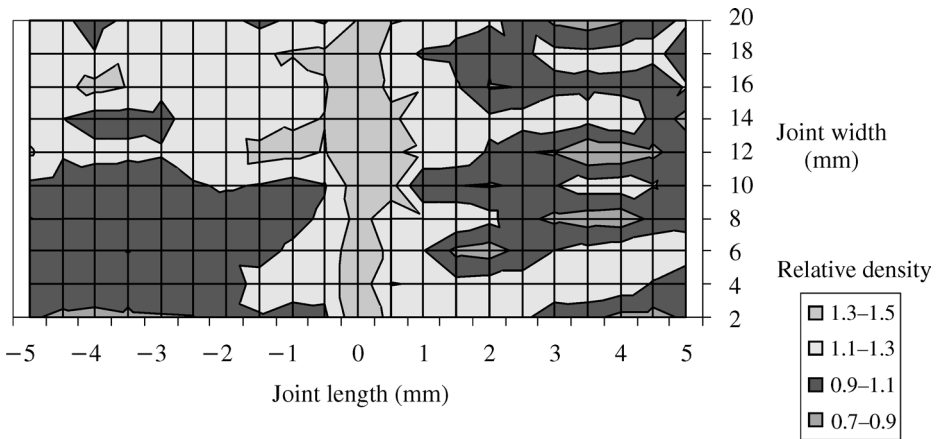 20
18
16
14
12
10
8
6
4
2
Joint width
(mm)
−5 −4 −3 −2 −1 0 1 2 3 4 5
Joint length (mm)
Relative density
1.3–1.5
1.1–1.3
0.9–1.1
0.7–0.9